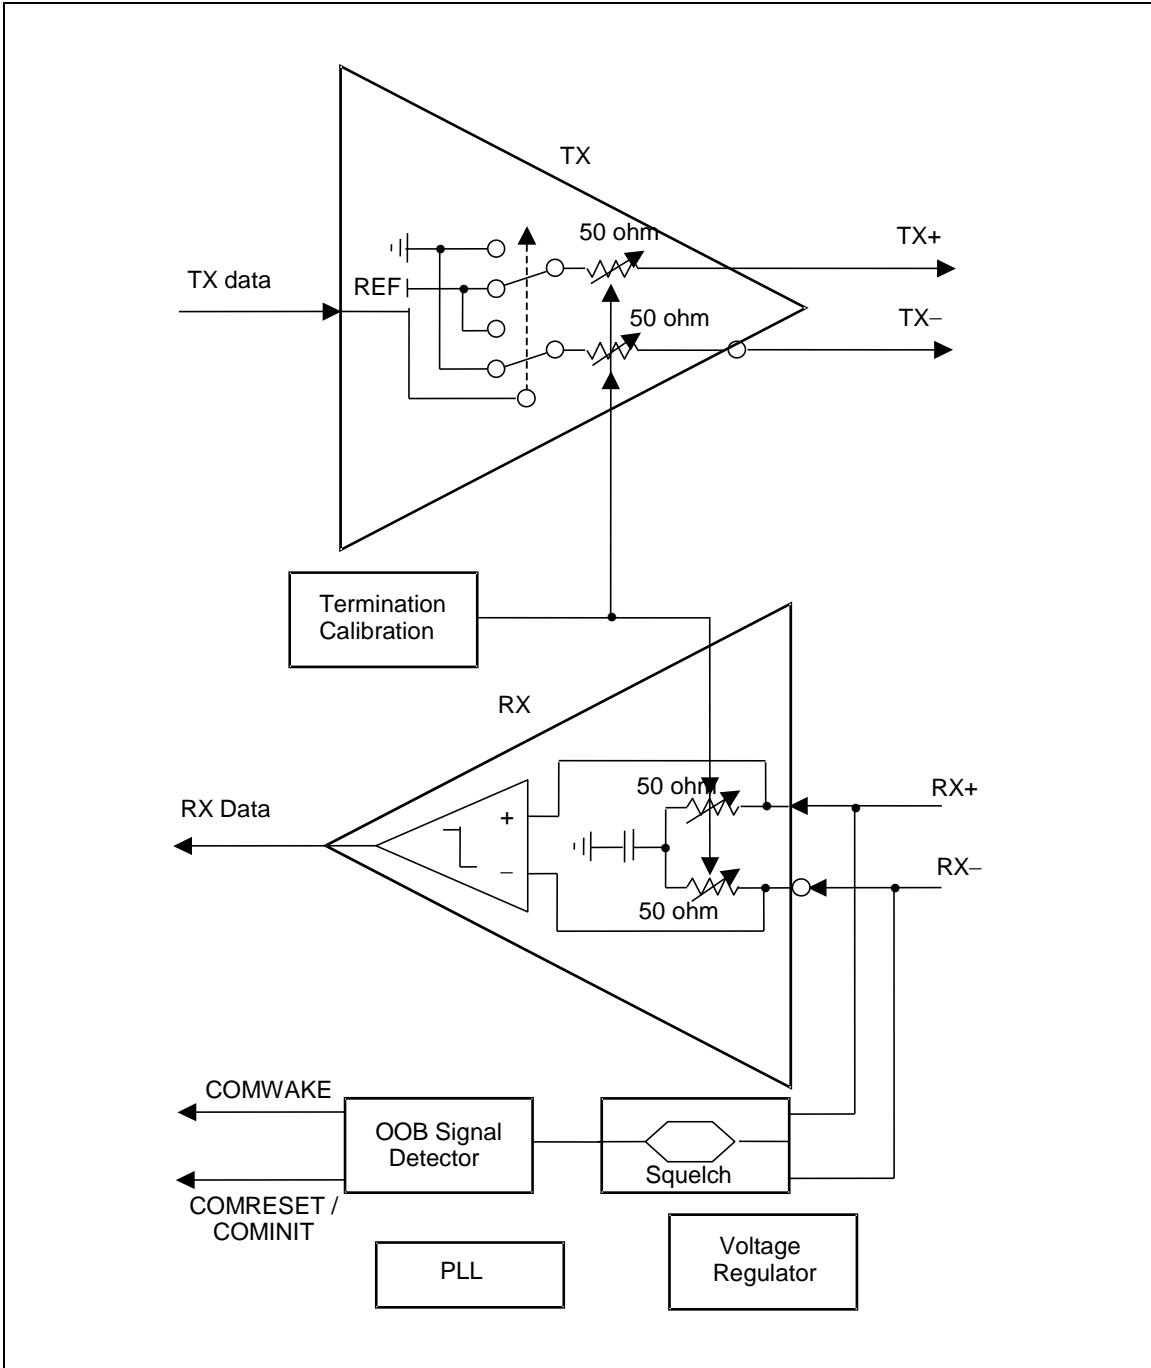 TX
50 ohm
TX+
TX data
REF
50 ohm
TX–
Termination
Calibration
RX
50 ohm
RX+
RX Data
+
–
RX–
50 ohm
COMWAKE
OOB Signal
Detector
Squelch
COMRESET /
COMINIT
PLL
Voltage
Regulator